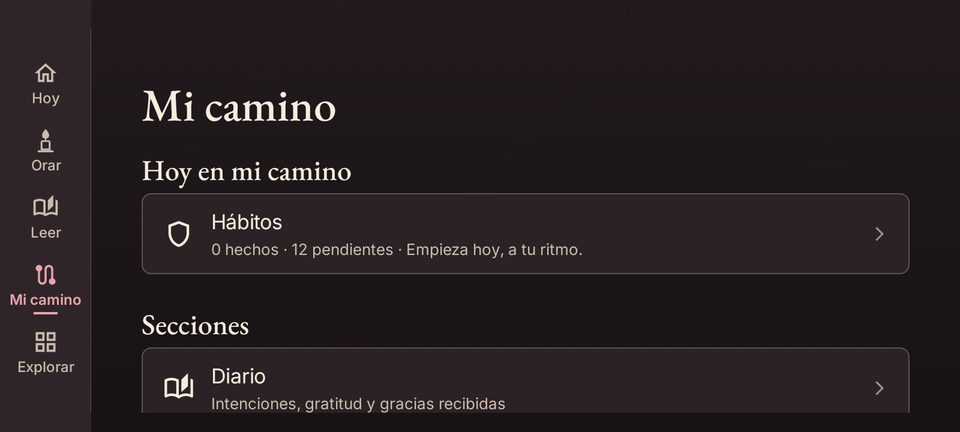 Hoy
Orar
Leer
Mi camino
Explorar
Mi camino
Hoy en mi camino
Hábitos
0 hechos · 12 pendientes · Empieza hoy, a tu ritmo.
Secciones
Diario
Intenciones, gratitud y gracias recibidas